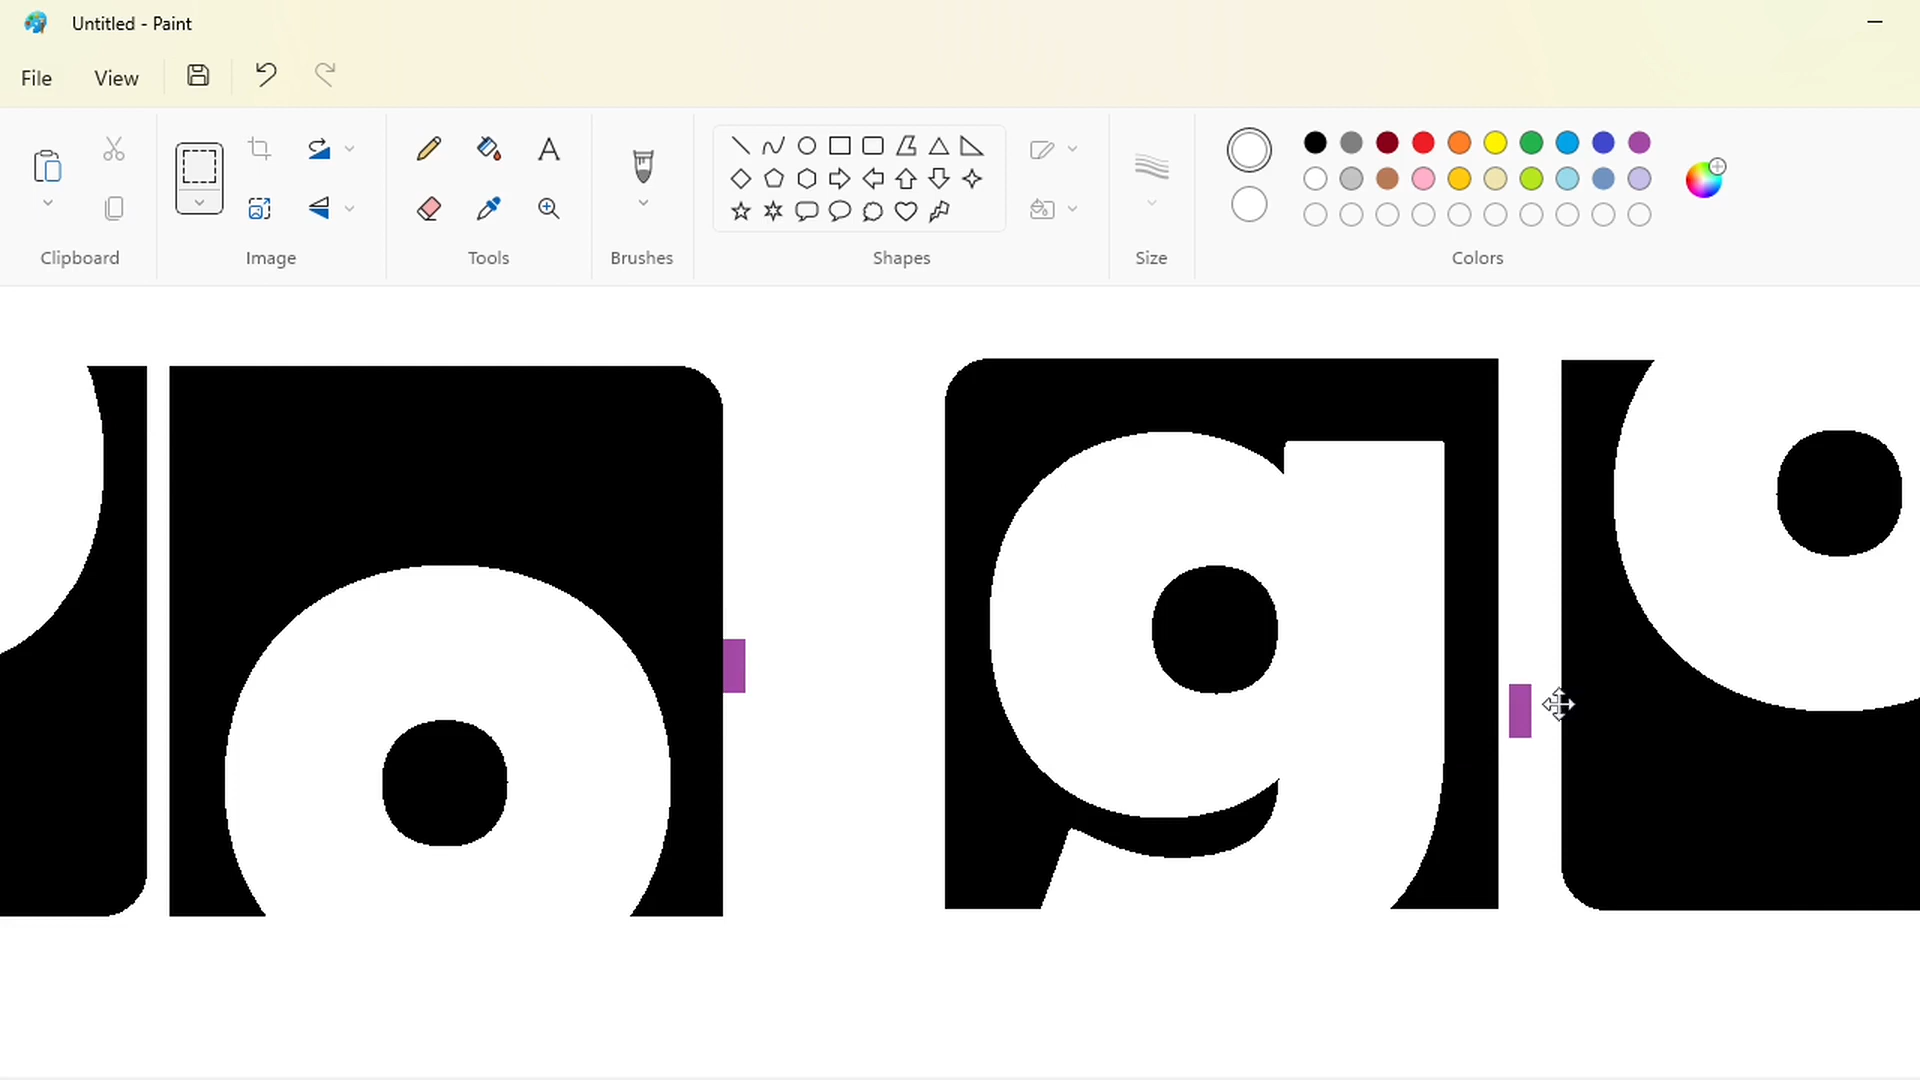 Untitled - Paint
File View
Clipboard Image Tools Brushes Shapes Size Colors
g